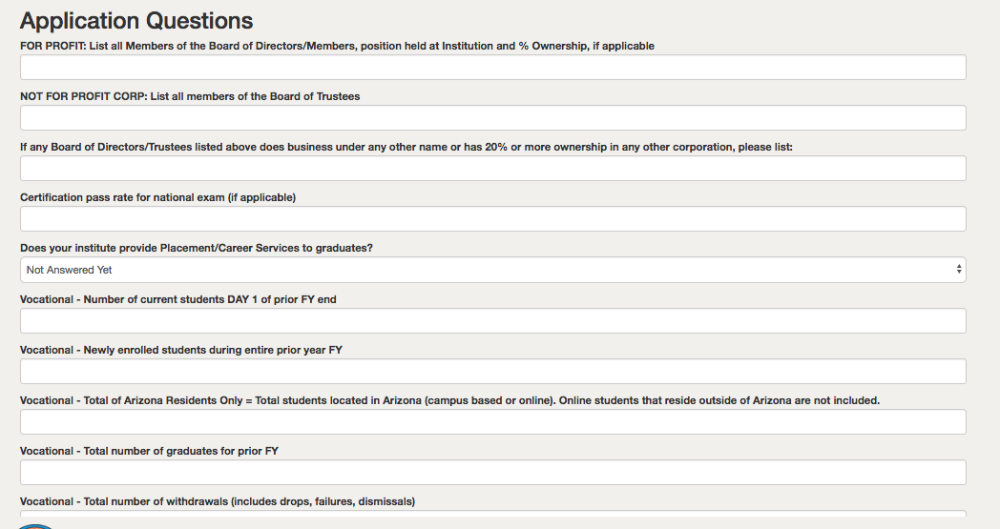 Application Questions
FOR PROFIT: List all Members of the Board of Directors/Members, position held at Institution and % Ownership, if applicable
NOT FOR PROFIT CORP: List all members of the Board of Trustees
If any Board of Directors/Trustees listed above does business under any other name or has 20% or more ownership in any other corporation, please list:
Certification pass rate for national exam (if applicable)
Does your institute provide Placement/Career Services to graduates?
Not Answered Yet
Vocational - Number of current students DAY 1 of prior FY end
Vocational - Newly enrolled students during entire prior year FY
Vocational - Total of Arizona Residents Only = Total students located in Arizona (campus based or online). Online students that reside outside of Arizona are not included.
Vocational - Total number of graduates for prior FY
Vocational - Total number of withdrawals (includes drops, failures, dismissals)